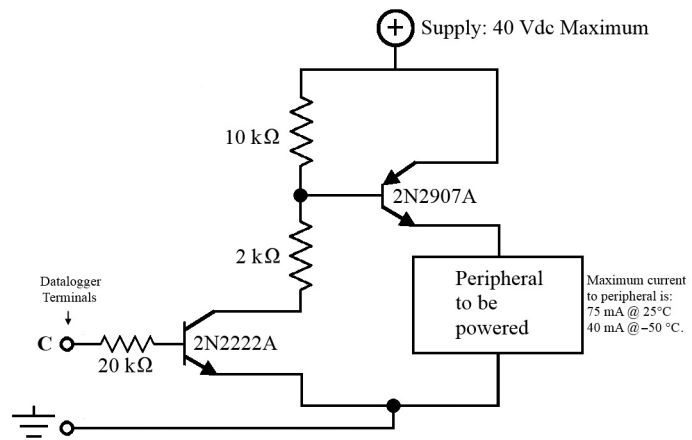 Supply: 40 Vdc Maximum
10 kΩ
2N2907A
2 kΩ
Peripheral
to be
powered
Maximum current
to peripheral is:
75 mA @ 25°C
40 mA @–50 °C.
Datalogger
Terminals
C
20 kΩ
2N2222A